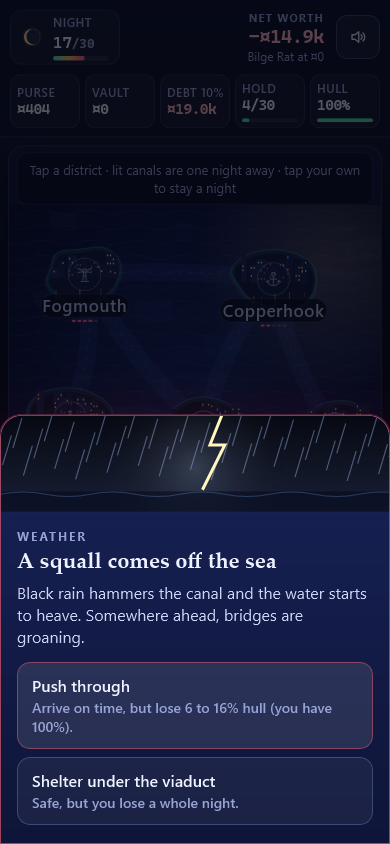 NIGHT
17/30
NET WORTH
−¤14.9k
Bilge Rat at ¤0
PURSE
¤404
VAULT
¤0
DEBT 10%
¤19.0k
HOLD
4/30
HULL
100%
Tap a district · lit canals are one night away · tap your own
to stay a night
Fogmouth
Copperhook
WEATHER
A squall comes off the sea
Black rain hammers the canal and the water starts
to heave. Somewhere ahead, bridges are
groaning.
Push through
Arrive on time, but lose 6 to 16% hull (you have
100%).
Shelter under the viaduct
Safe, but you lose a whole night.